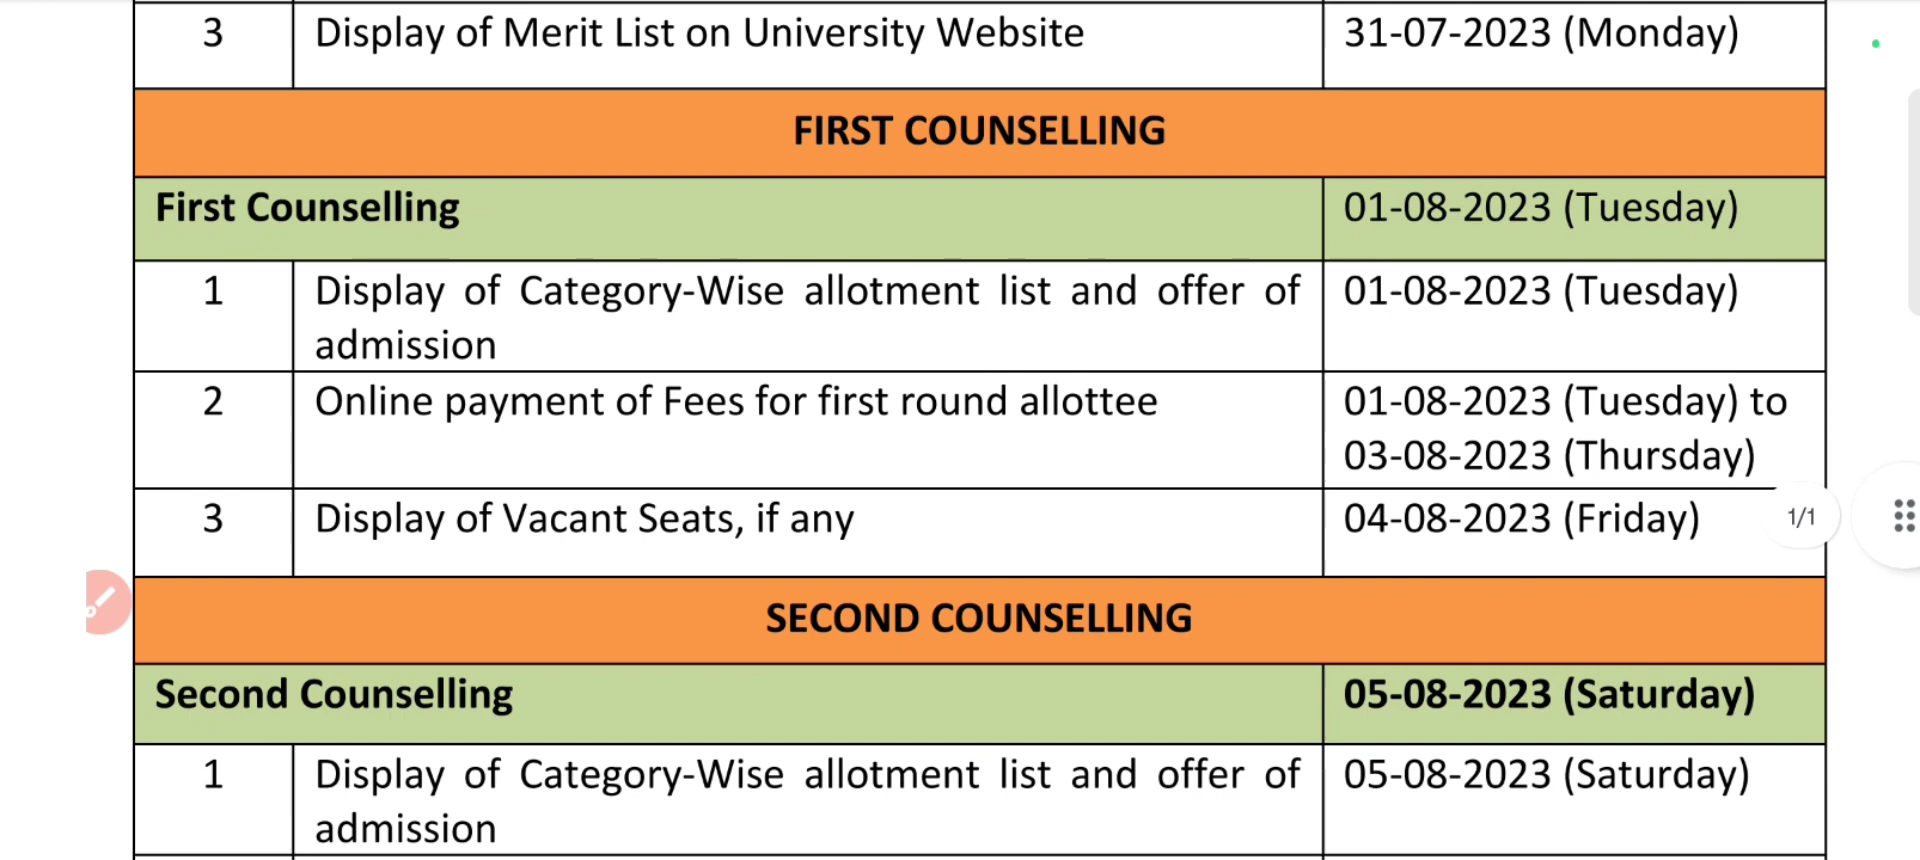 3 Display of Merit List on University Website 31-07-2023 (Monday)
FIRST COUNSELLING
First Counselling 01-08-2023 (Tuesday)
1 Display of Category-Wise allotment list and offer of 01-08-2023 (Tuesday)
admission
2 Online payment of Fees for first round allottee 01-08-2023 (Tuesday) to
03-08-2023 (Thursday)
3 Display of Vacant Seats, if any 04-08-2023 (Friday) 1/1
SECOND COUNSELLING
Second Counselling 05-08-2023 (Saturday)
1 Display of Category-Wise allotment list and offer of 05-08-2023 (Saturday)
admission